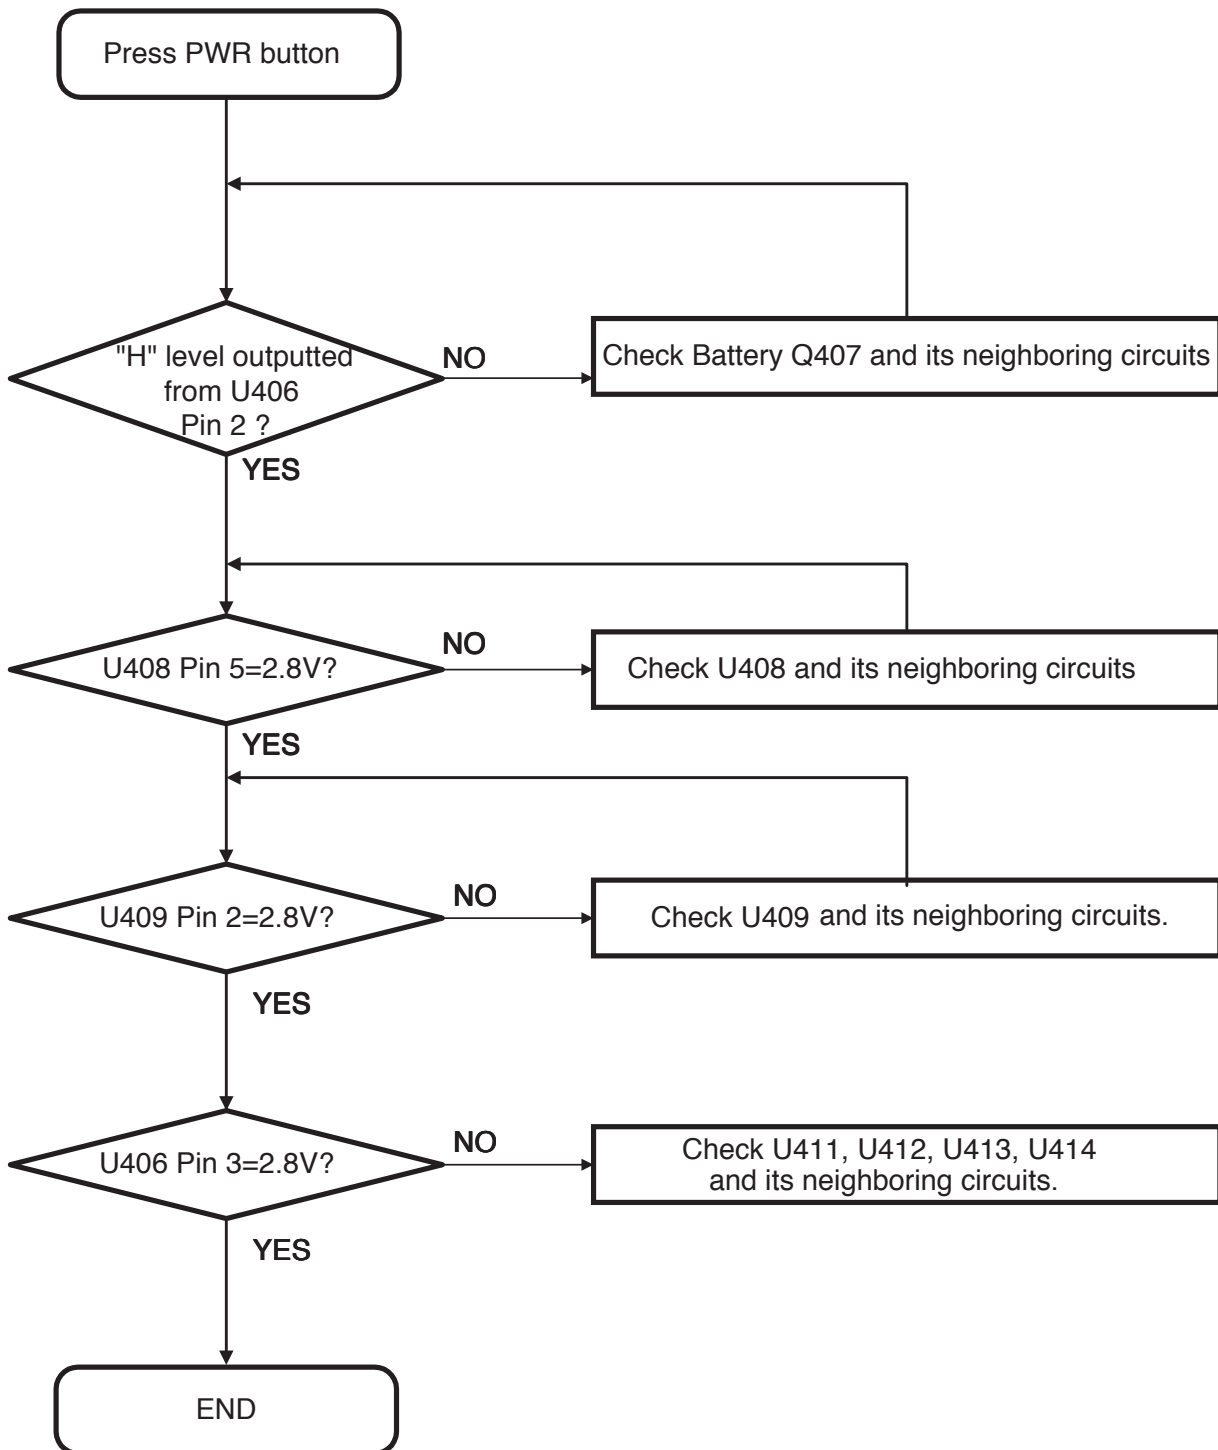 Press PWR button
"H" level outputted
from U406
Pin 2 ?
NO
Check Battery Q407 and its neighboring circuits
YES
U408 Pin 5=2.8V?
NO
Check U408 and its neighboring circuits
YES
U409 Pin 2=2.8V?
NO
Check U409 and its neighboring circuits.
YES
U406 Pin 3=2.8V?
NO
Check U411, U412, U413, U414
and its neighboring circuits.
YES
END